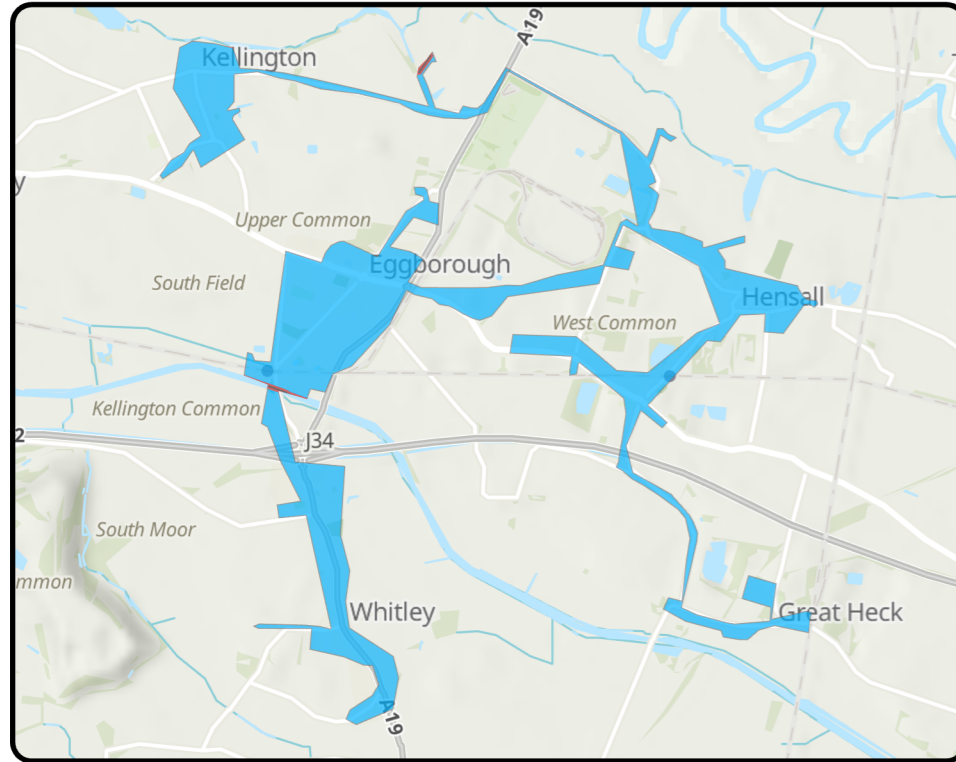 A19
Kellington
y
Upper Common
Eggborough
South Field
Hensall
West Common
Kellington Common
2
J34
South Moor
mmon
Whitley
Great Heck
A19